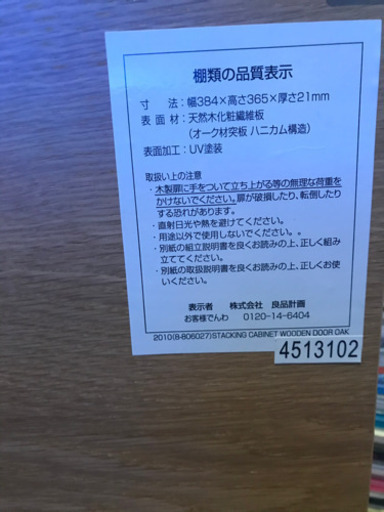 棚類の品質表示
寸　法：幅384×高さ365×厚さ21mm
表 面 材：天然木化粧繊維板
（オーク材突板 ハニカム構造）
表面加工：UV塗装
取扱い上の注意
・木製扉に手をついて立ち上がる等の無理な荷重を
かけないでください。扉が破損したり、転倒したり
する恐れがあります。
・直射日光や熱を避けてください。
・用途以外で使用しないでください。。
・別紙の組立説明書を良くお読みの上、正しく組み
立ててください。
・別紙の取扱説明書を良くお読みの上、正しくお使
いください。
表示者　株式会社　良品計画
お客様でんわ　0120-14-6404
2010(B-806027)STACKING CABINET WOODEN DOOR OAK
4513102